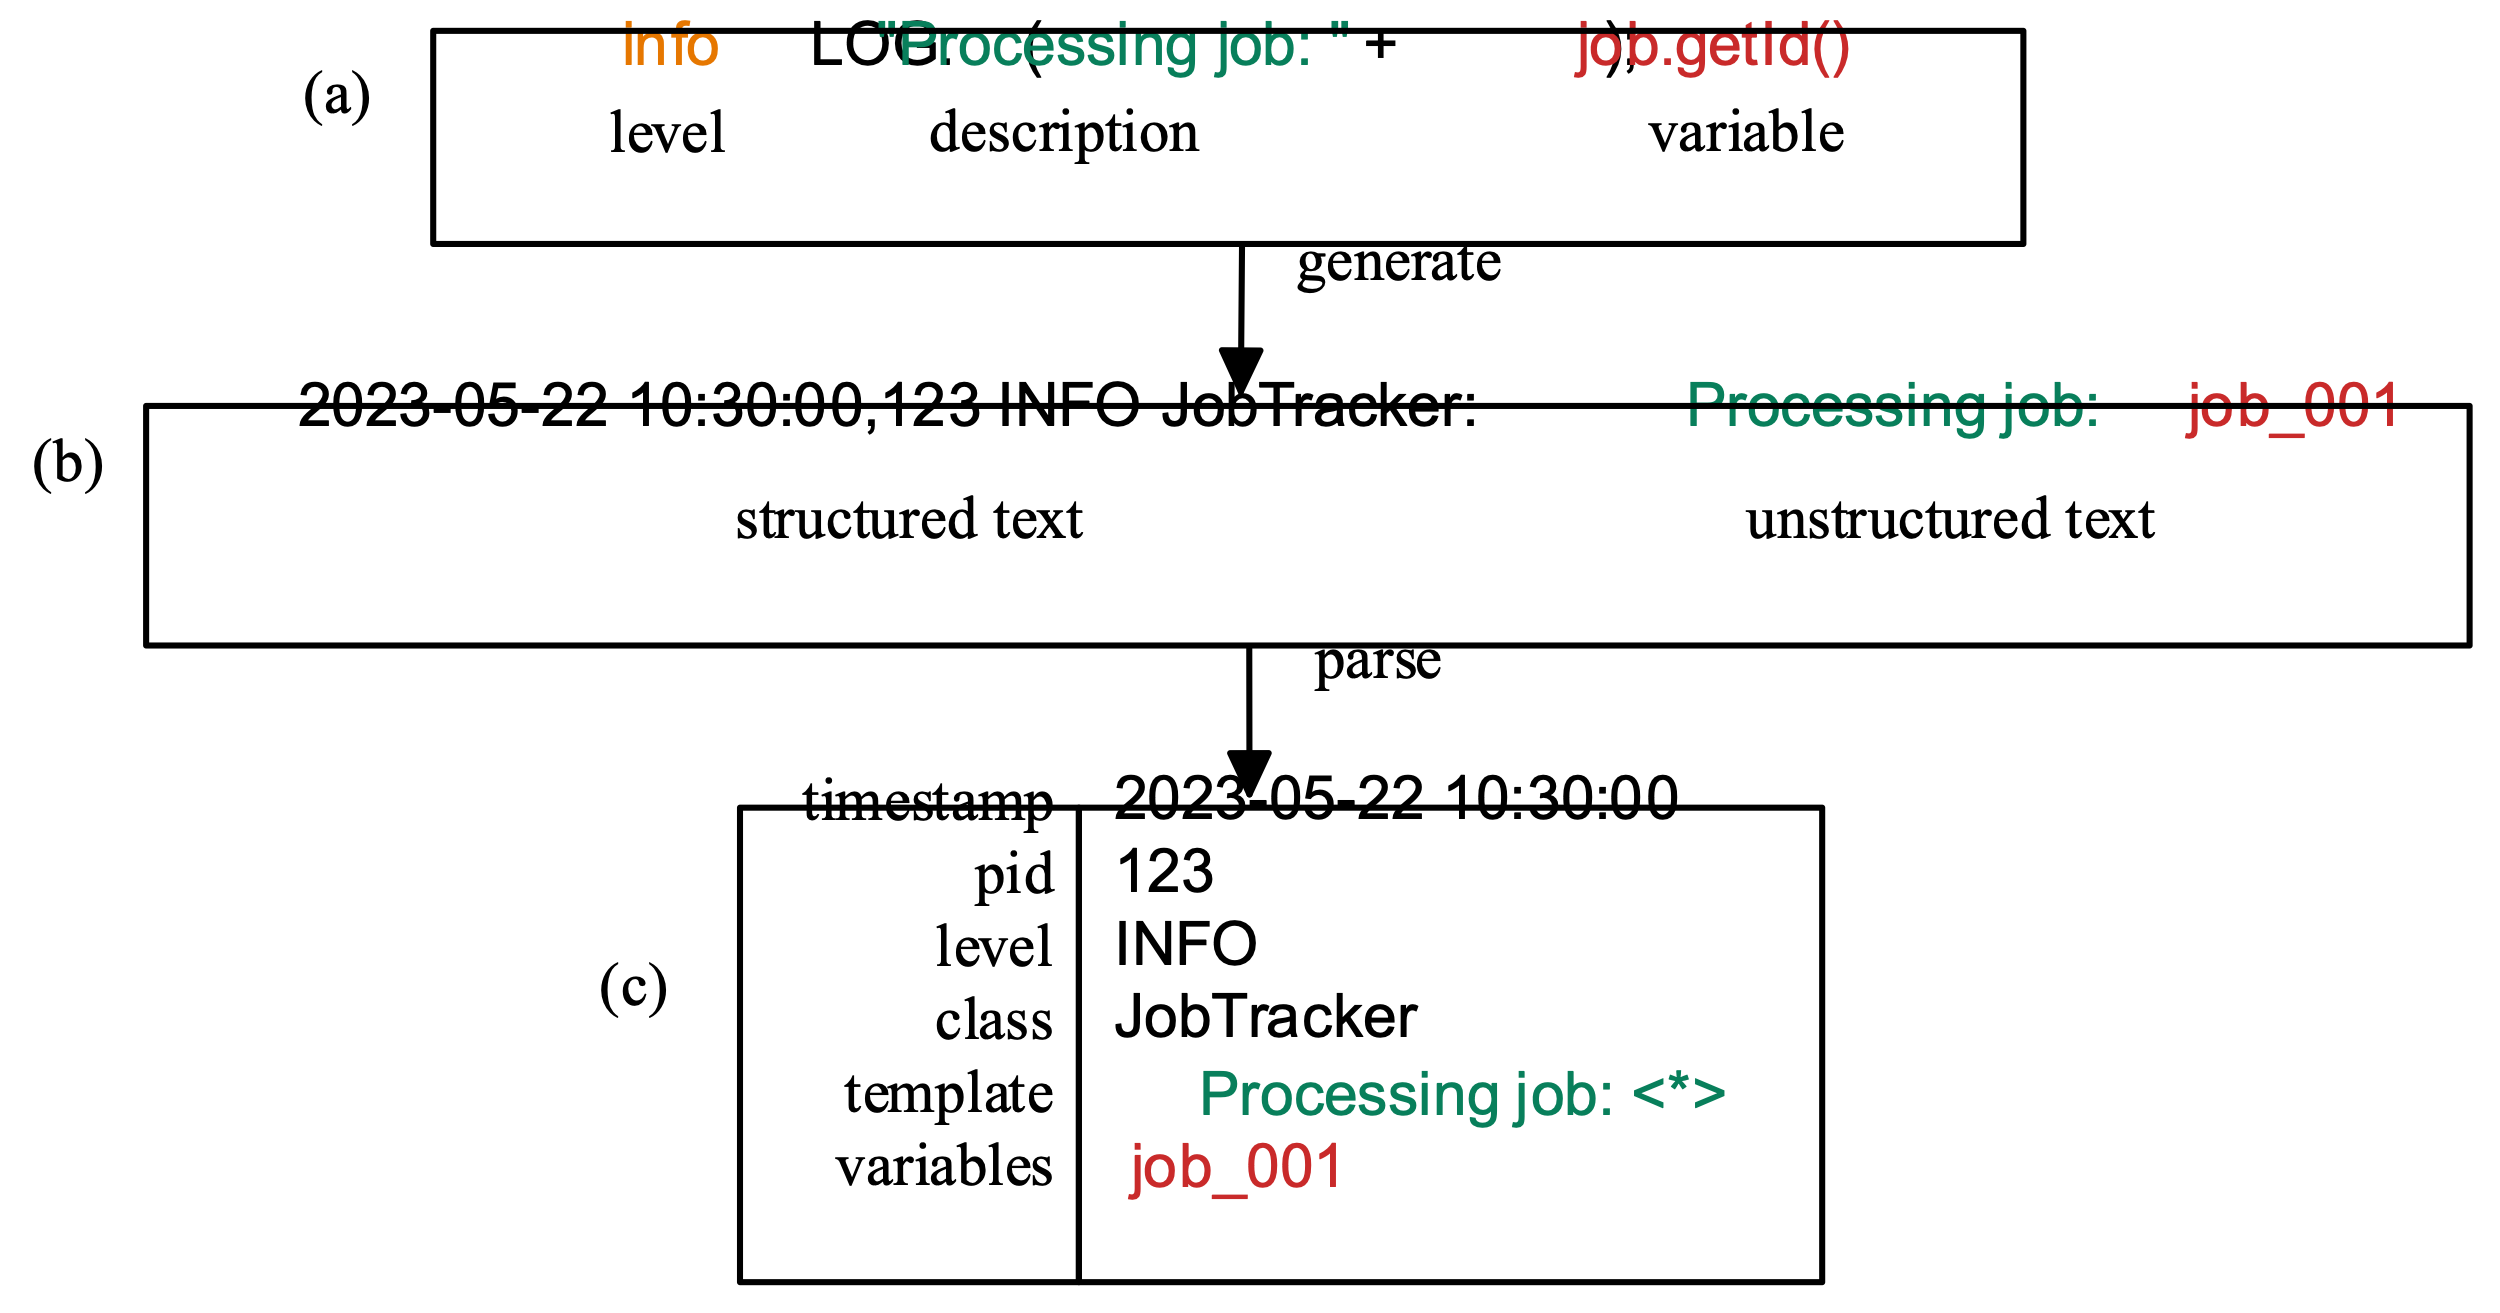 info LOG. ( "Processing job: " + job.getId() );
(a)
level description variable
generate
2023-05-22 10:30:00,123 INFO JobTracker: Processing job: job_001
(b)
structured text unstructured text
parse
timestamp 2023-05-22 10:30:00
pid 123
level INFO
(c)
class JobTracker
template Processing job: <*>
variables job_001